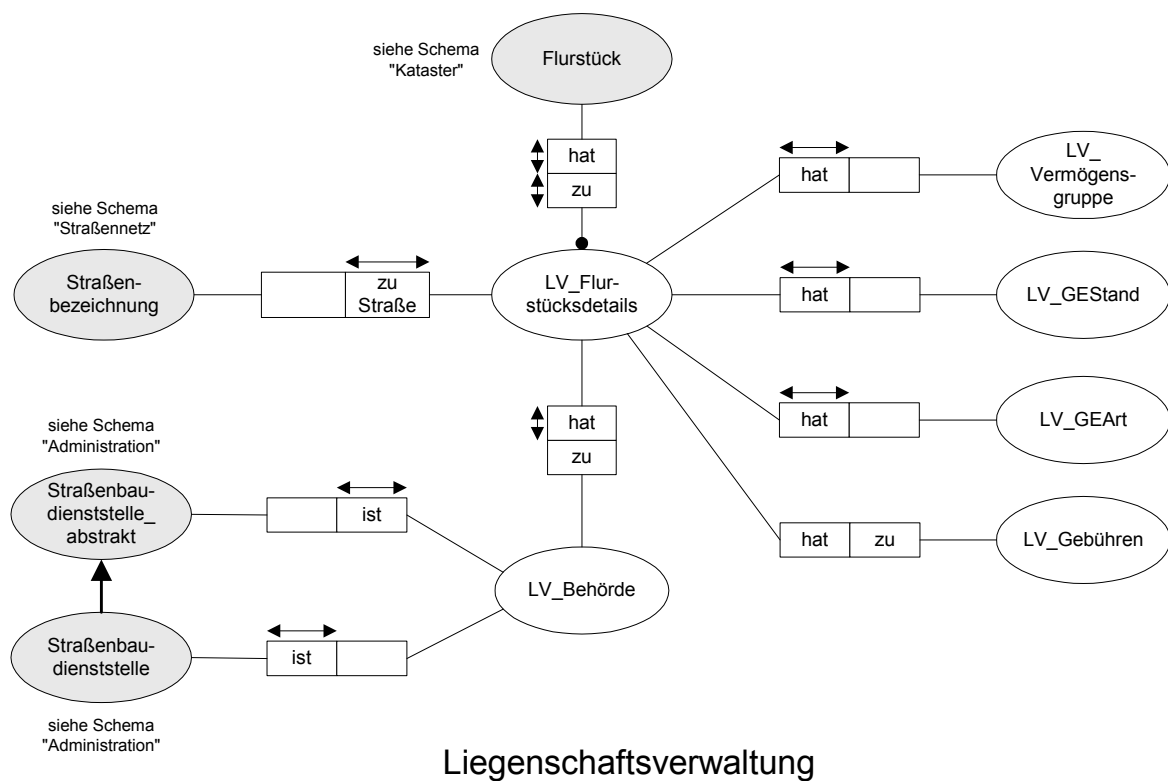 siehe Schema
"Kataster"
Flurstück
hat
zu
hat
LV_
Vermögens-
gruppe
siehe Schema
"Straßennetz"
Straßen-
bezeichnung
zu
Straße
LV_Flur-
stücksdetails
hat
LV_GEStand
hat
LV_GEArt
hat
zu
hat
zu
LV_Gebühren
siehe Schema
"Administration"
Straßenbau-
dienststelle_
abstrakt
ist
LV_Behörde
Straßenbau-
dienststelle
ist
siehe Schema
"Administration"
Liegenschaftsverwaltung